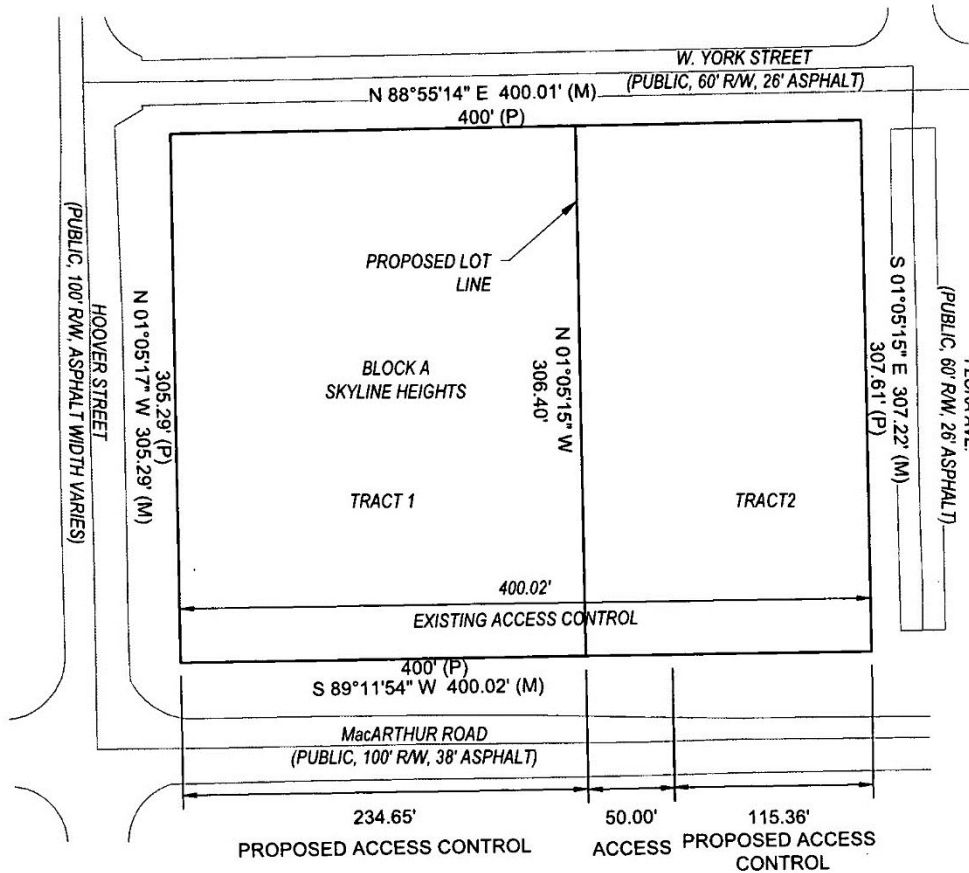 W. YORK STREET
(PUBLIC, 60' R/W, 26' ASPHALT)
N 88°55'14" E 400.01' (M)
400' (P)
PROPOSED LOT
LINE
BLOCK A
SKYLINE HEIGHTS
TRACT 1
TRACT2
N 01°05'15" W
306.40'
HOOVER STREET
(PUBLIC, 100' R/W, ASPHALT WIDTH VARIES)
305.29' (P)
N 01°05'17" W 305.29' (M)
S 01°05'15" E 307.22' (M)
307.61' (P)
AVE.
(PUBLIC, 60' R/W, 26' ASPHALT)
400.02'
EXISTING ACCESS CONTROL
400' (P)
S 89°11'54" W 400.02' (M)
MacARTHUR ROAD
(PUBLIC, 100' R/W, 38' ASPHALT)
234.65'
PROPOSED ACCESS CONTROL
50.00'
ACCESS
115.36'
PROPOSED ACCESS
CONTROL